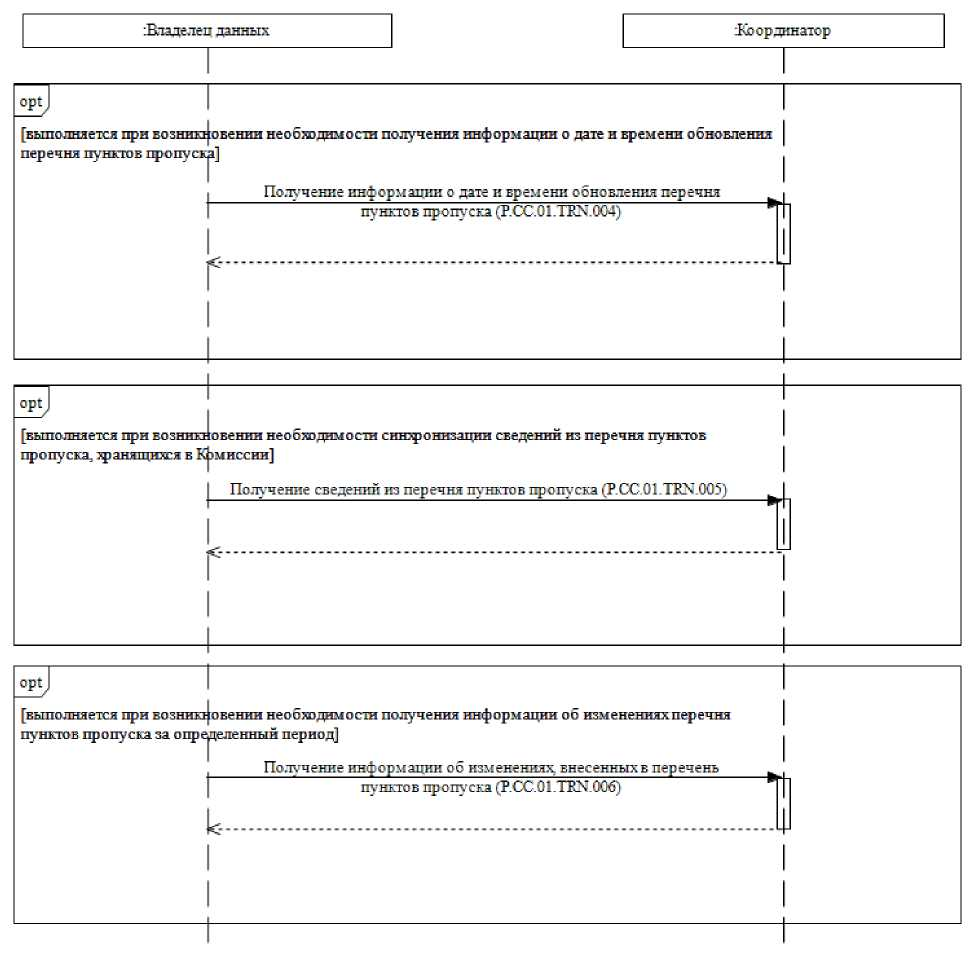 :Владелец данных
:Координатор
opt
[выполняется при возникновении необходимости получения информации о дате и времени обновления
перечня пунктов пропуска]
Получение информации о дате и времени обновления перечня
пунктов пропуска (P.CC.01.TRN.004)
opt
[выполняется при возникновении необходимости синхронизации сведений из перечня пунктов
пропуска, хранящихся в Комиссии]
Получение сведений из перечня пунктов пропуска (P.CC.01.TRN.005)
opt
[выполняется при возникновении необходимости получения информации об изменениях перечня
пунктов пропуска за определенный период]
Получение информации об изменениях, внесенных в перечень
пунктов пропуска (P.CC.01.TRN.006)